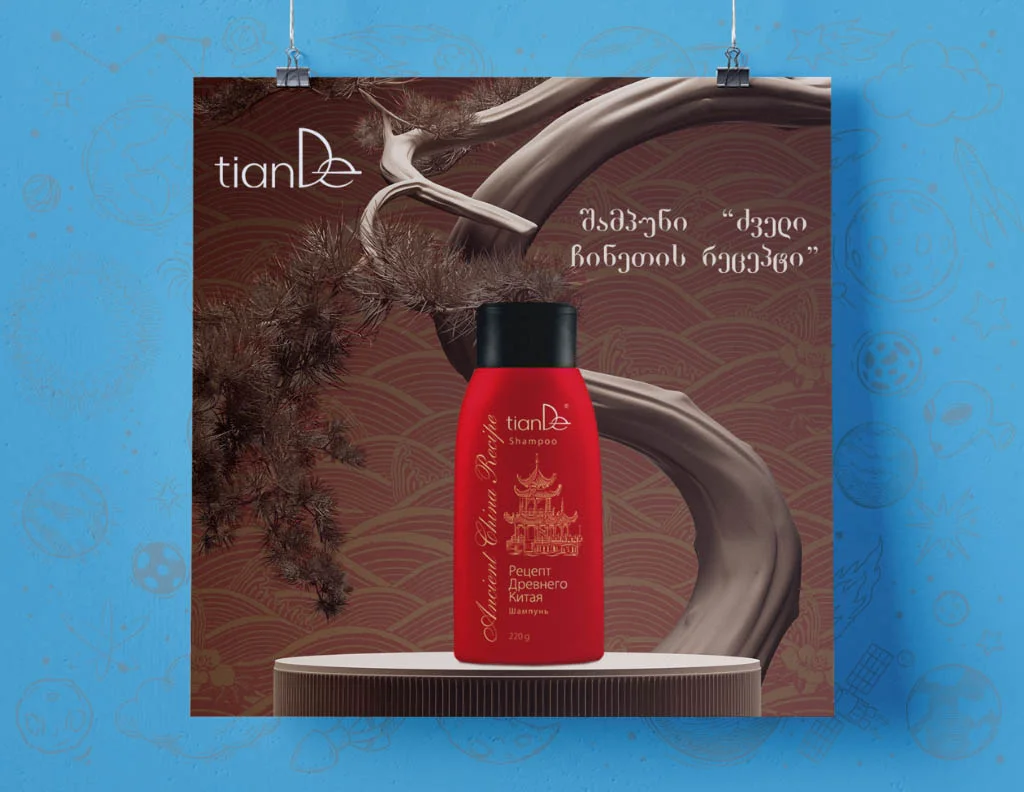 tianDe
შამპუნი “ძველი
ჩინეთის რეცეპტი”
tianDe®
Shampoo
Ancient China Recipe
Рецепт
Древнего
Китая
Шампунь
220 g